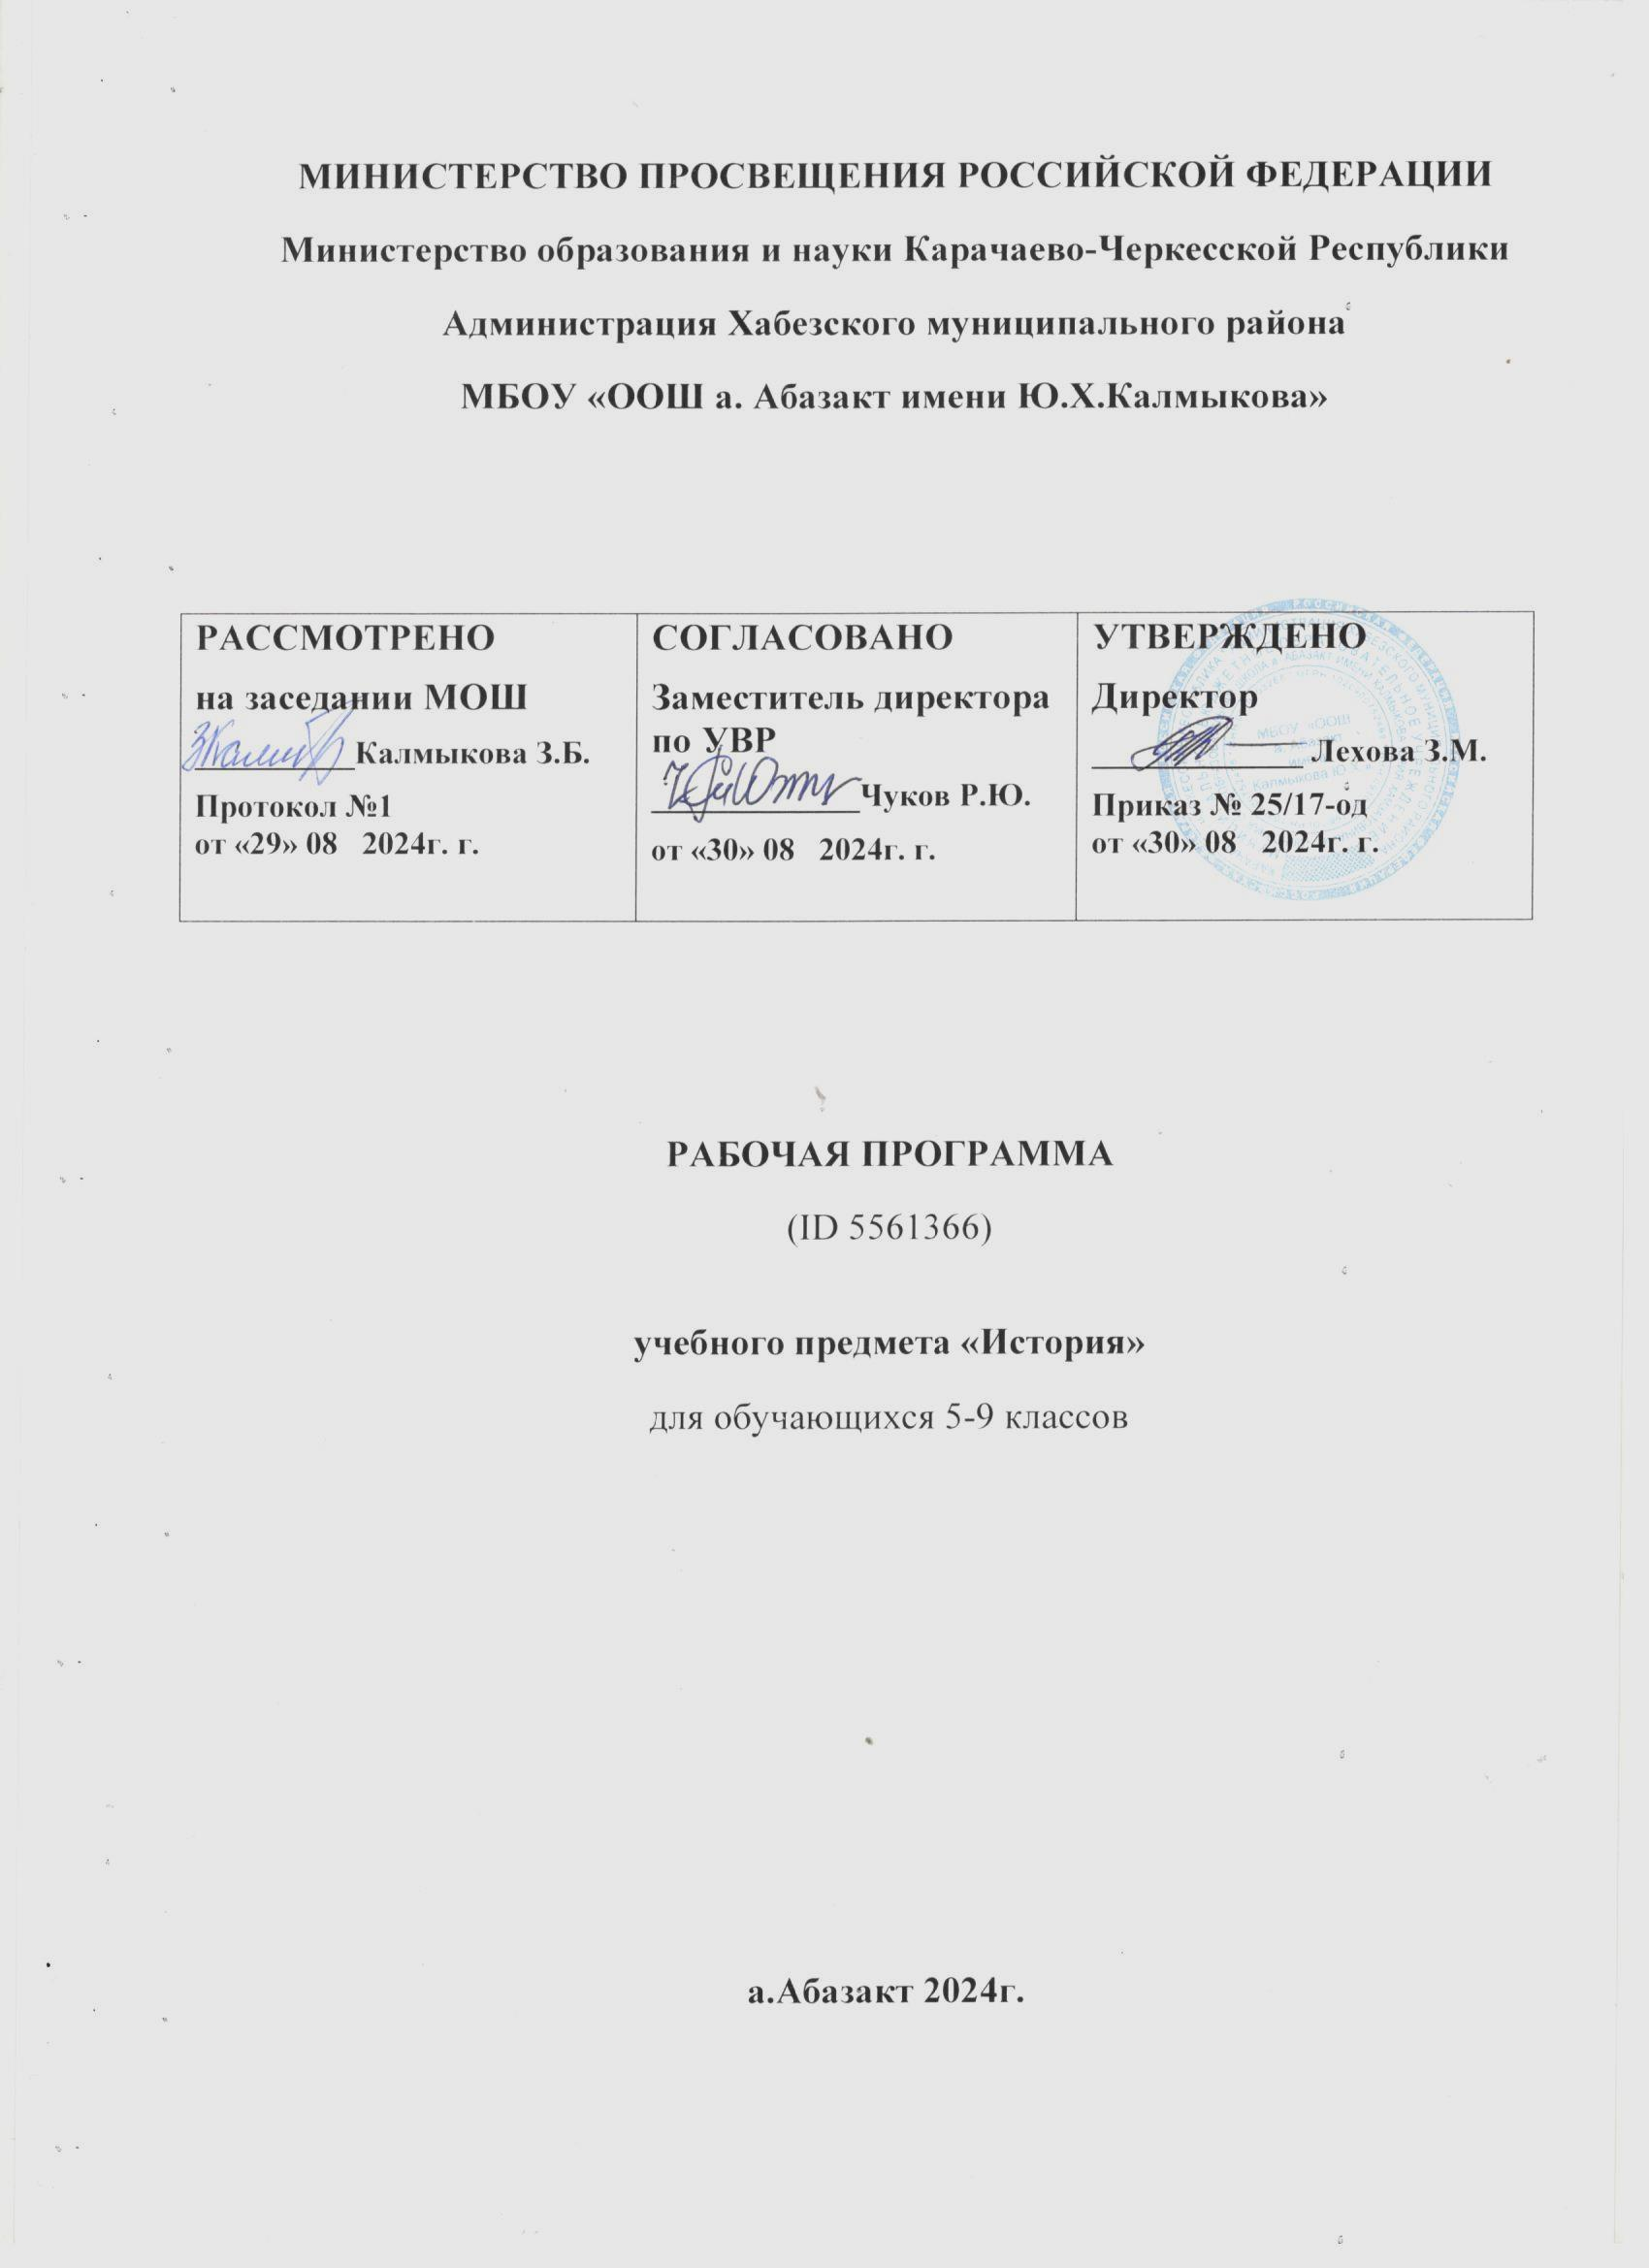 МИНИСТЕРСТВО ПРОСВЕЩЕНИЯ РОССИЙСКОЙ ФЕДЕРАЦИИ
Министерство образования и науки Карачаево-Черкесской Республики
Администрация Хабезского муниципального района
МБОУ «ООШ а. Абазакт имени Ю.Х.Калмыкова»
РАССМОТРЕНО
на заседании МОШ
Калмыкова З.Б.
Протокол №1
от «29» 08 2024г. г.
СОГЛАСОВАНО
Заместитель директора
по УВР
Чуков Р.Ю.
от «30» 08 2024г. г.
УТВЕРЖДЕНО
Директор
Лехова З.М.
Приказ № 25/17-од
от «30» 08 2024г. г.
МБОУ «ООШ
Калмыкова Ю.Х.
РАБОЧАЯ ПРОГРАММА
(ID 5561366)
учебного предмета «История»
для обучающихся 5-9 классов
а.Абазакт 2024г.